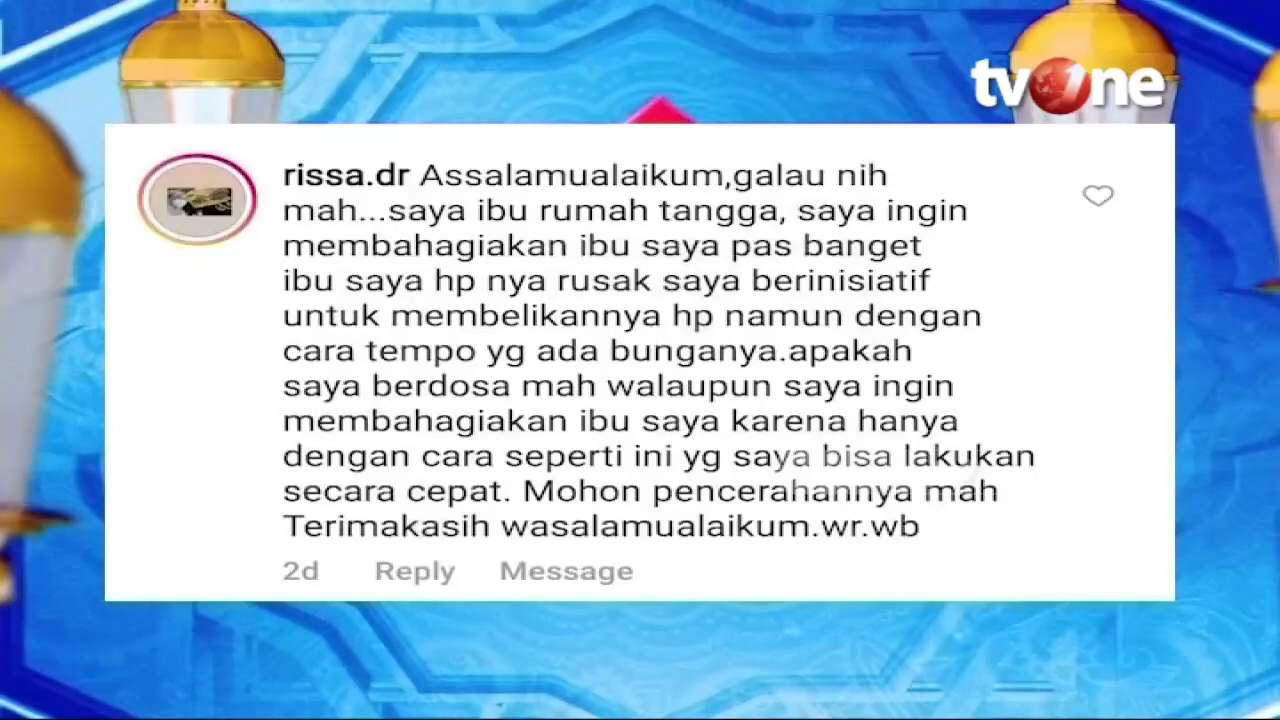 tvOne
rissa.dr Assalamualaikum,galau nih
mah...saya ibu rumah tangga, saya ingin
membahagiakan ibu saya pas banget
ibu saya hp nya rusak saya berinisiatif
untuk membelikannya hp namun dengan
cara tempo yg ada bunganya.apakah
saya berdosa mah walaupun saya ingin
membahagiakan ibu saya karena hanya
dengan cara seperti ini yg saya bisa lakukan
secara cepat. Mohon pencerahannya mah
Terimakasih wasalamualaikum.wr.wb
2d Reply Message